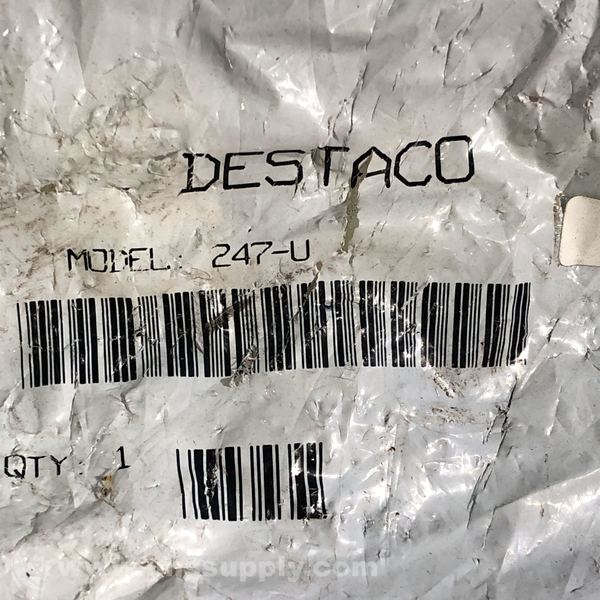 DESTACO
MODEL: 247-U
QTY: 1